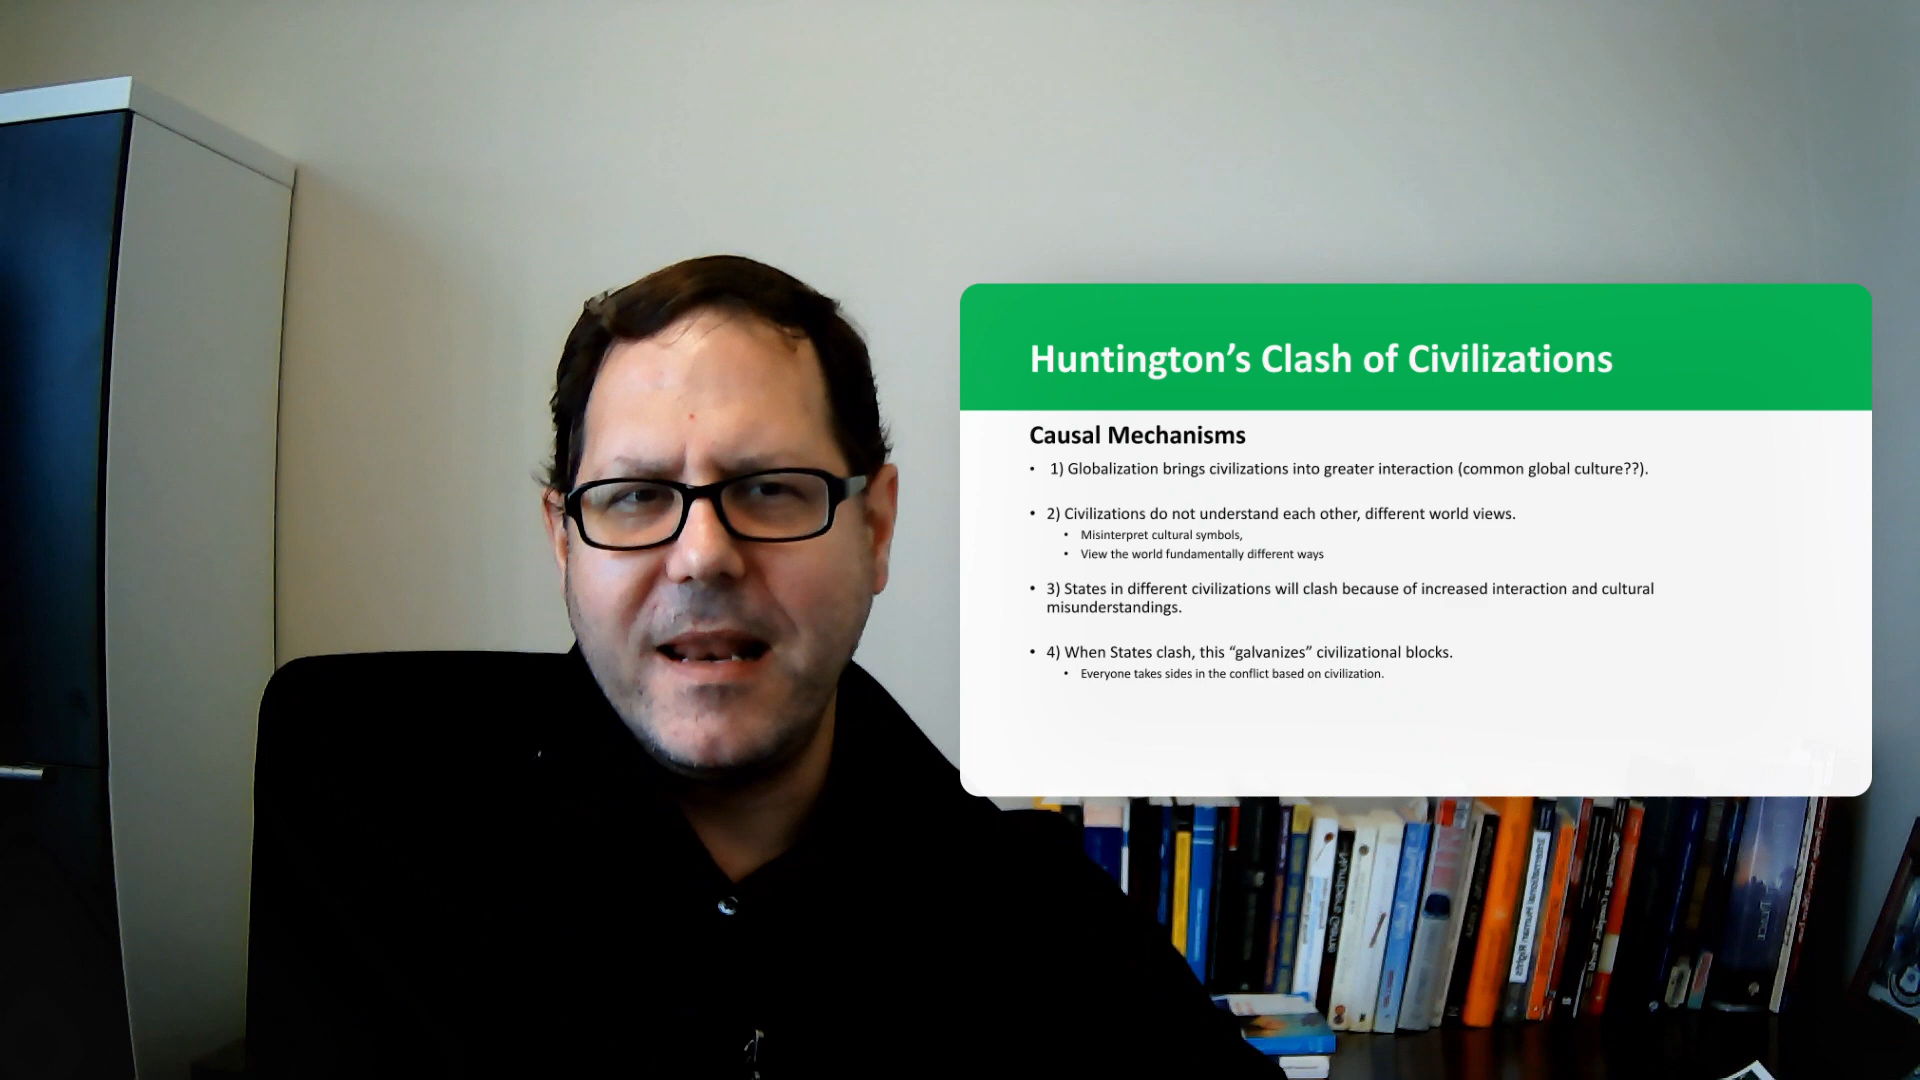 Huntington’s Clash of Civilizations
Causal Mechanisms
• 1) Globalization brings civilizations into greater interaction (common global culture??).
• 2) Civilizations do not understand each other, different world views.
• Misinterpret cultural symbols,
• View the world fundamentally different ways
• 3) States in different civilizations will clash because of increased interaction and cultural
misunderstandings.
• 4) When States clash, this “galvanizes” civilizational blocks.
• Everyone takes sides in the conflict based on civilization.
International Human Rights